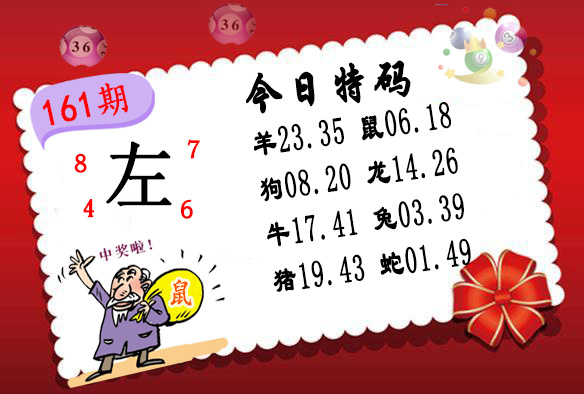 36
36
161期
今日特码
羊23.35 鼠06.18
狗08.20 龙14.26
牛17.41 兔03.39
猪19.43 蛇01.49
8
7
左
4
6
中奖啦!
鼠